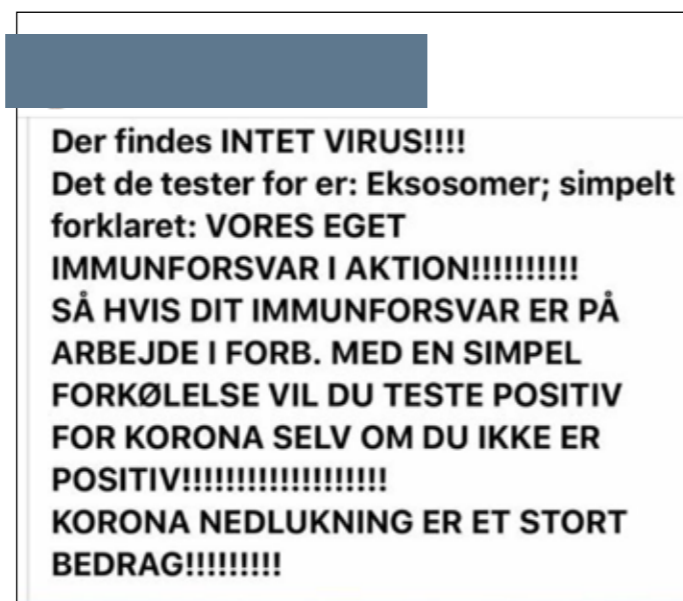 Der findes INTET VIRUS!!!!
Det de tester for er: Eksosomer; simpelt
forklaret: VORES EGET
IMMUNFORSVAR I AKTION!!!!!!!!!!
SÅ HVIS DIT IMMUNFORSVAR ER PÅ
ARBEJDE I FORB. MED EN SIMPEL
FORKØLELSE VIL DU TESTE POSITIV
FOR KORONA SELV OM DU IKKE ER
POSITIV!!!!!!!!!!!!!!!!!!!
KORONA NEDLUKNING ER ET STORT
BEDRAG!!!!!!!!!